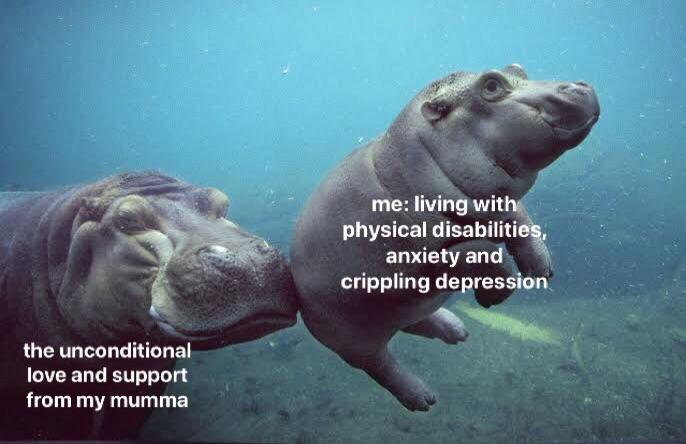 me: living with
physical disabilities,
anxiety and
crippling depression
the unconditional
love and support
from my mumma